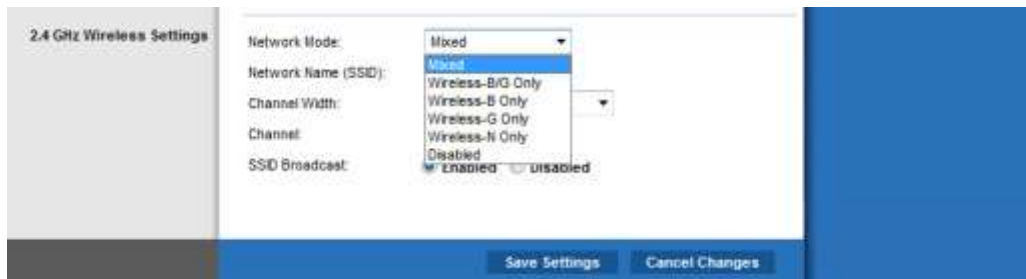 2.4 GHz Wireless Settings
Network Mode: Mixed
Mixed
Network Name (SSID):
Wireless-B/G Only
Channel Width:
Wireless-B Only
Wireless-G Only
Channel:
Wireless-N Only
Disabled
SSID Broadcast: Enabled Disabled
Save Settings Cancel Changes